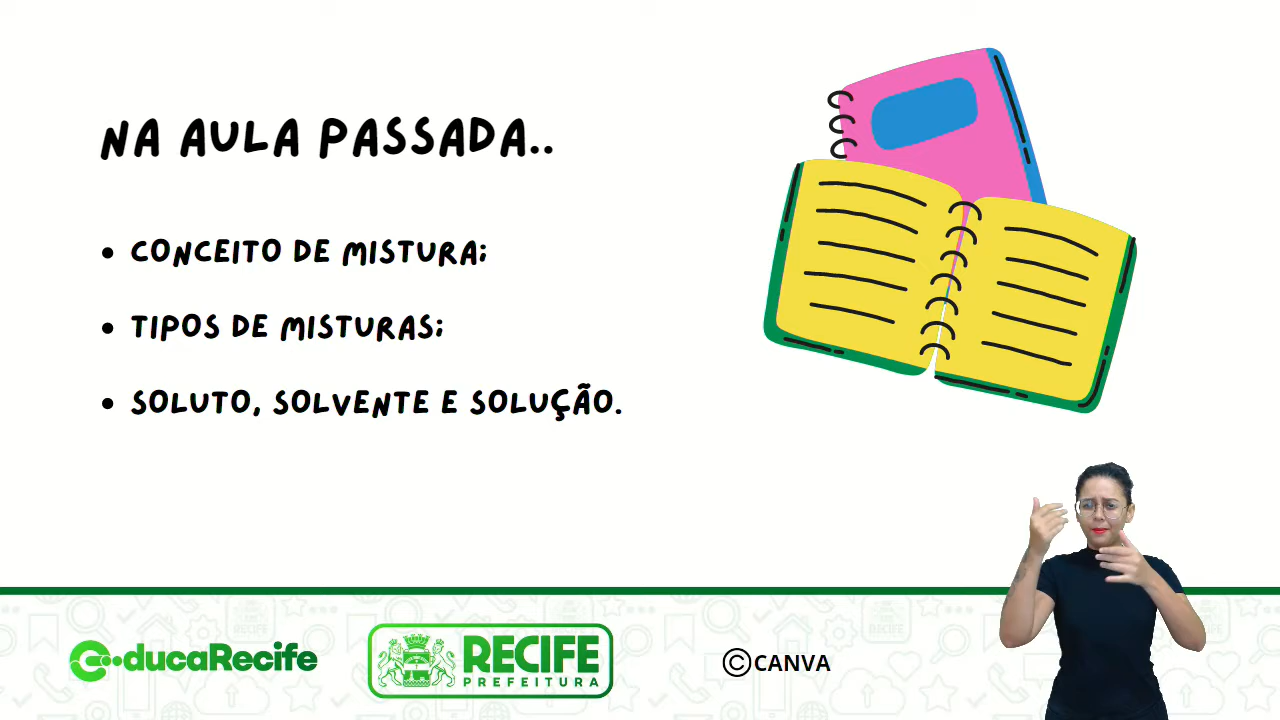 NA AULA PASSADA..
• CONCEITO DE MISTURA;
• TIPOS DE MISTURAS;
• SOLUTO, SOLVENTE E SOLUÇÃO.
educaRecife
RECIFE
PREFEITURA
©CANVA